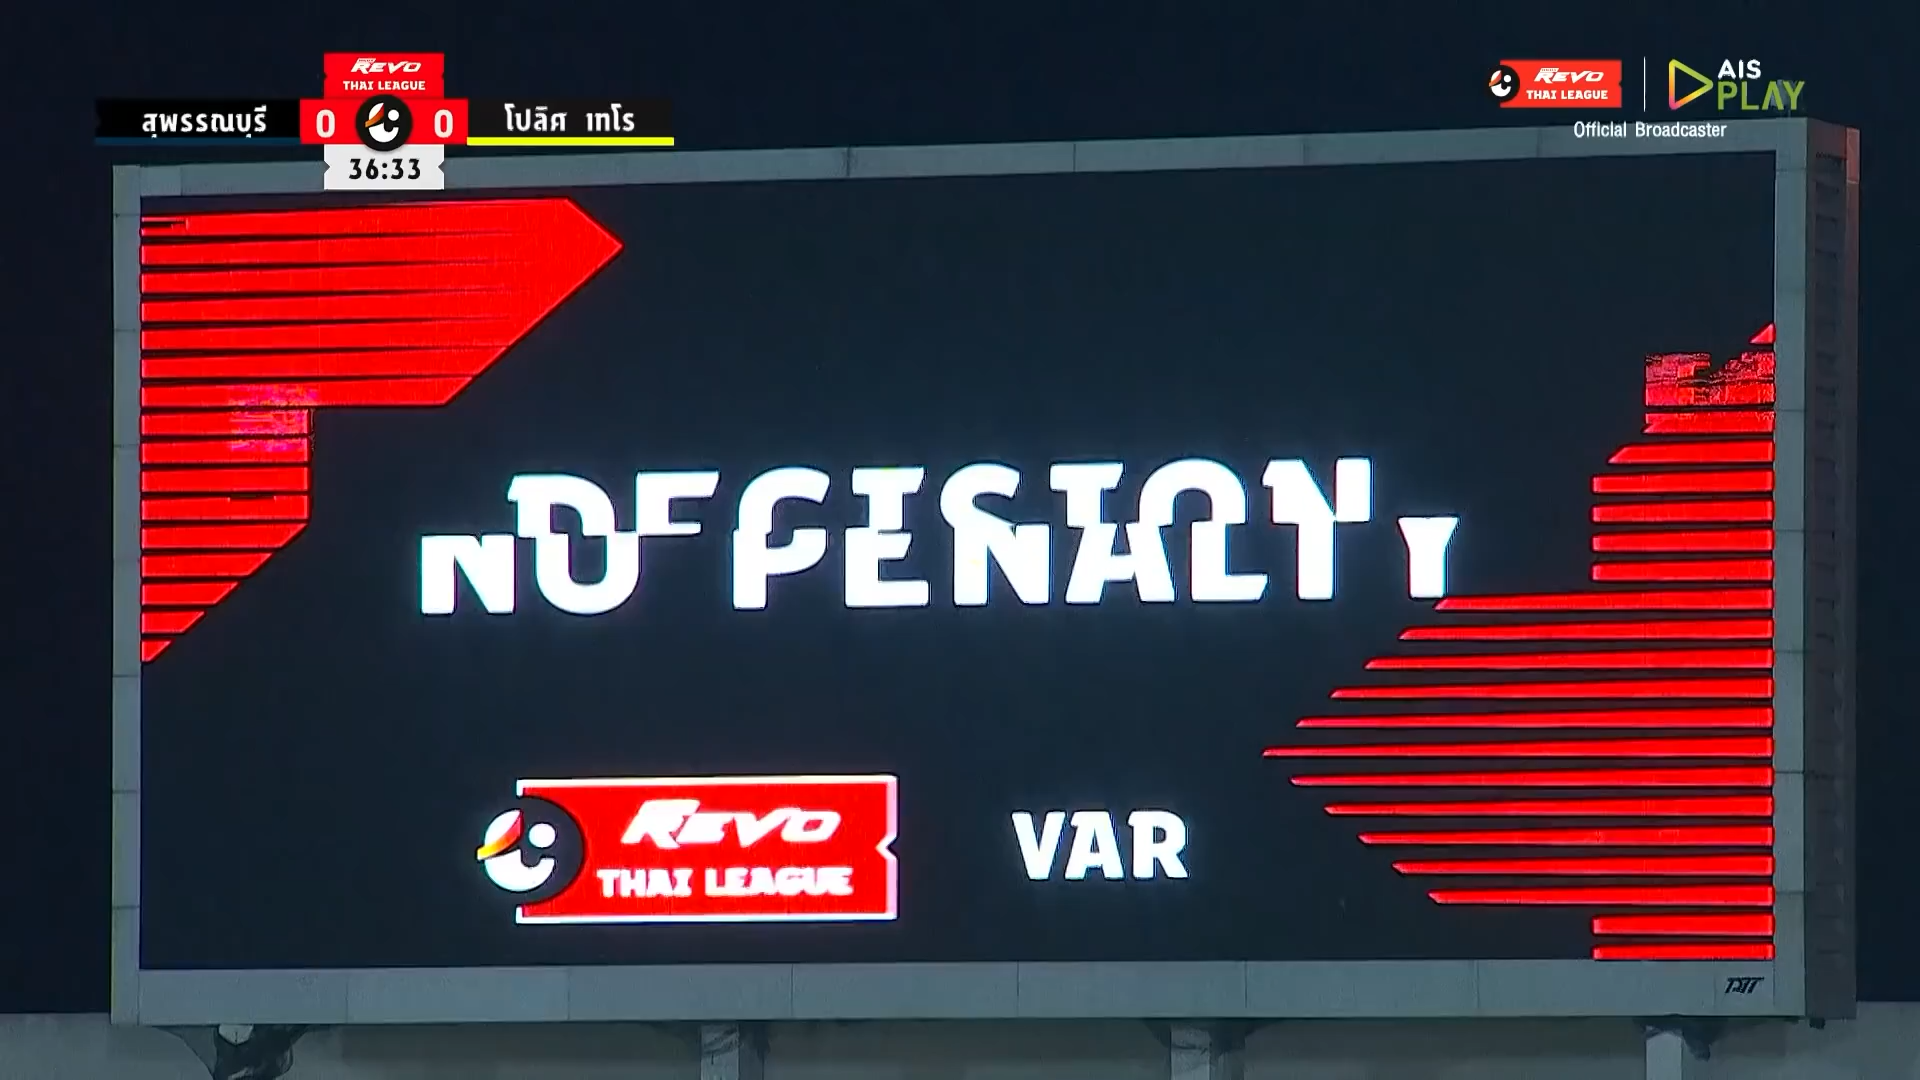 REVO
THAI LEAGUE
สุพรรณบุรี 0 0 โปลิศ เทโร
36:33
REVO
THAI LEAGUE
AIS
PLAY
Official Broadcaster
DECISION
NO PENALTY
REVO
THAI LEAGUE
VAR